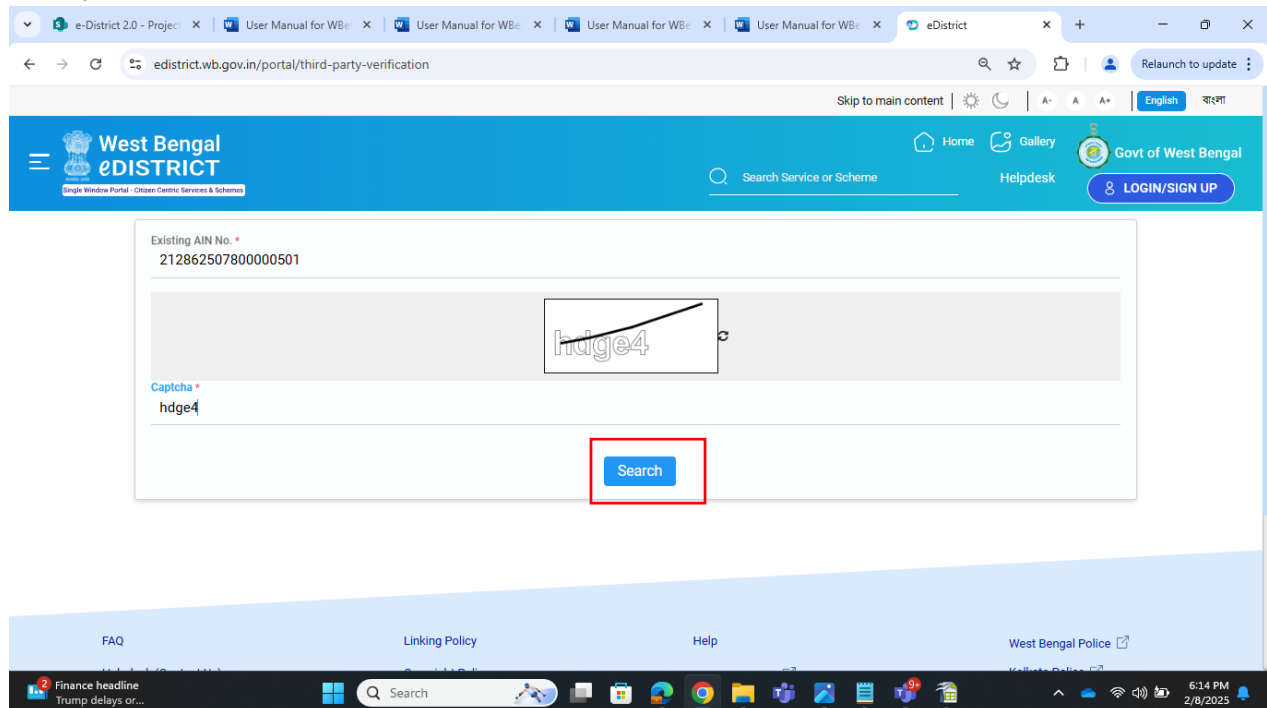 e-District 2.0 - Projec
User Manual for WBe
User Manual for WBe
User Manual for WBe
User Manual for WBe
eDistrict
edistrict.wb.gov.in/portal/third-party-verification
Relaunch to update
Skip to main content
A-
A
A+
English
বাংলা
West Bengal
eDISTRICT
Single Window Portal - Citizen Centric Services & Schemes
Home
Gallery
Govt of West Bengal
Search Service or Scheme
Helpdesk
LOGIN/SIGN UP
Existing AIN No. *
212862507800000501
hdge4
Captcha *
hdge4
Search
FAQ
Linking Policy
Help
West Bengal Police
2
Finance headline
Trump delays or...
Search
9+
6:14 PM
2/8/2025